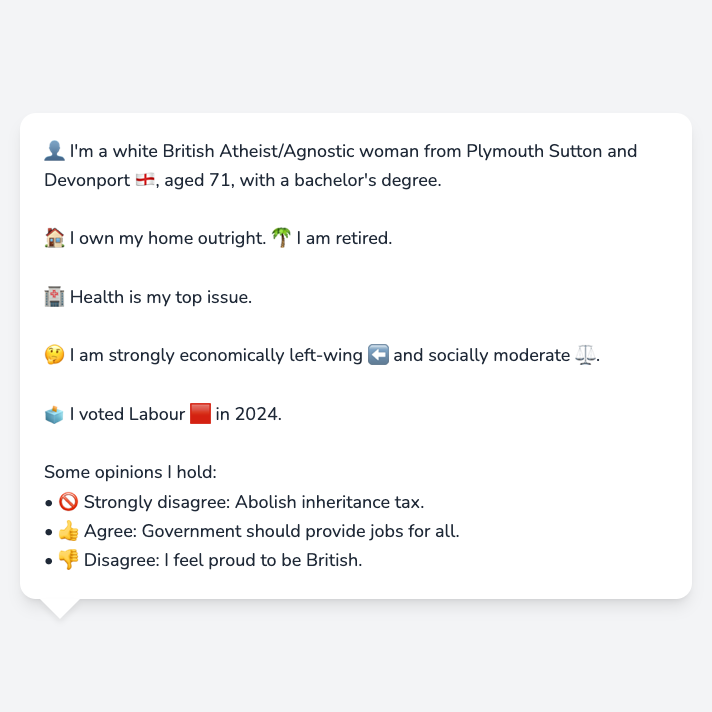 👤 I'm a white British Atheist/Agnostic woman from Plymouth Sutton and
Devonport 🏴󠁧󠁢󠁥󠁮󠁧󠁿, aged 71, with a bachelor's degree.
🏠 I own my home outright. 🌴 I am retired.
🏥 Health is my top issue.
🤔 I am strongly economically left-wing ⬅️ and socially moderate ⚖️.
🗳️ I voted Labour 🟥 in 2024.
Some opinions I hold:
• 🚫 Strongly disagree: Abolish inheritance tax.
• 👍 Agree: Government should provide jobs for all.
• 👎 Disagree: I feel proud to be British.